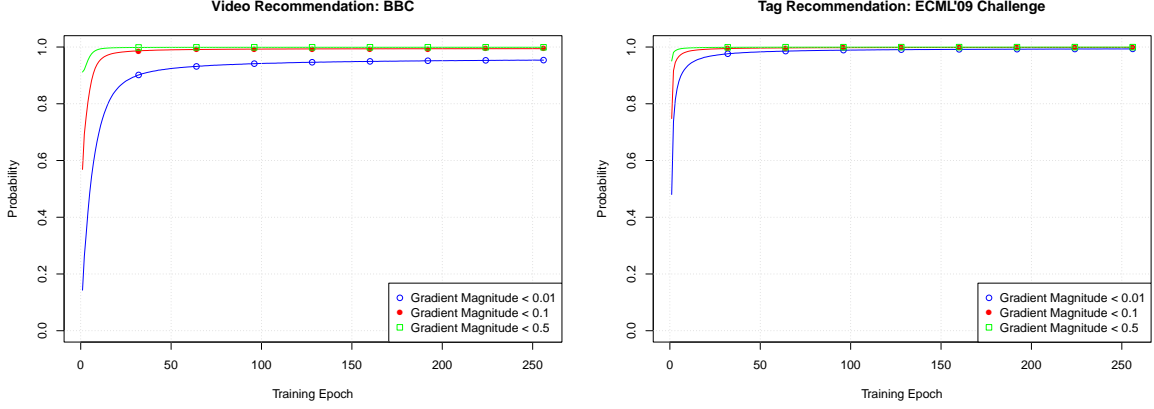 Video Recommendation: BBC
Probability
1.0
0.8
0.6
0.4
0.2
0.0
0 50 100 150 200 250
Training Epoch
Gradient Magnitude < 0.01
Gradient Magnitude < 0.1
Gradient Magnitude < 0.5
Tag Recommendation: ECML'09 Challenge
Probability
1.0
0.8
0.6
0.4
0.2
0.0
0 50 100 150 200 250
Training Epoch
Gradient Magnitude < 0.01
Gradient Magnitude < 0.1
Gradient Magnitude < 0.5